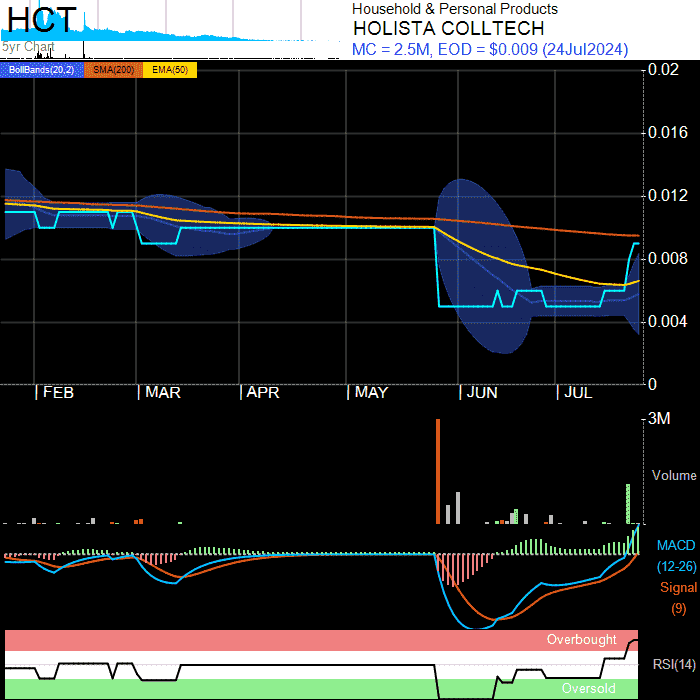 HCT
5yr Chart
Household & Personal Products
HOLISTA COLLTECH
MC = 2.5M, EOD = $0.009 (24Jul2024)
BollBands(20,2) SMA(200) EMA(50)
0.02
0.016
0.012
0.008
0.004
0
FEB MAR APR MAY JUN JUL
3M
Volume
MACD
(12-26)
Signal
(9)
Overbought
RSI(14)
Oversold